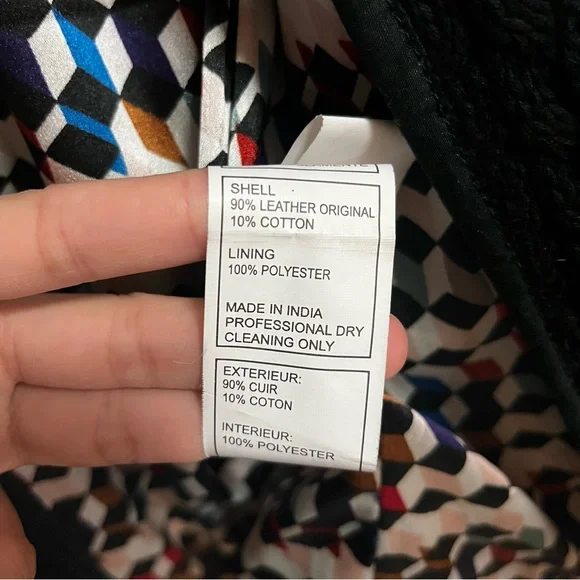 SHELL
90% LEATHER ORIGINAL
10% COTTON
LINING
100% POLYESTER
MADE IN INDIA
PROFESSIONAL DRY
CLEANING ONLY
EXTERIEUR:
90% CUIR
10% COTON
INTERIEUR:
100% POLYESTER